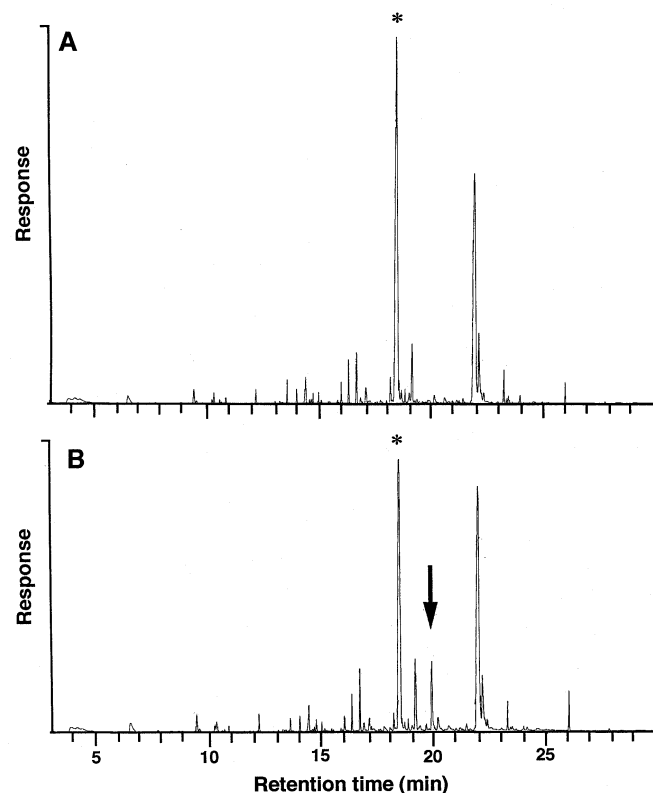 *
A
Response
*
B
Response
5 10 15 20 25
Retention time (min)